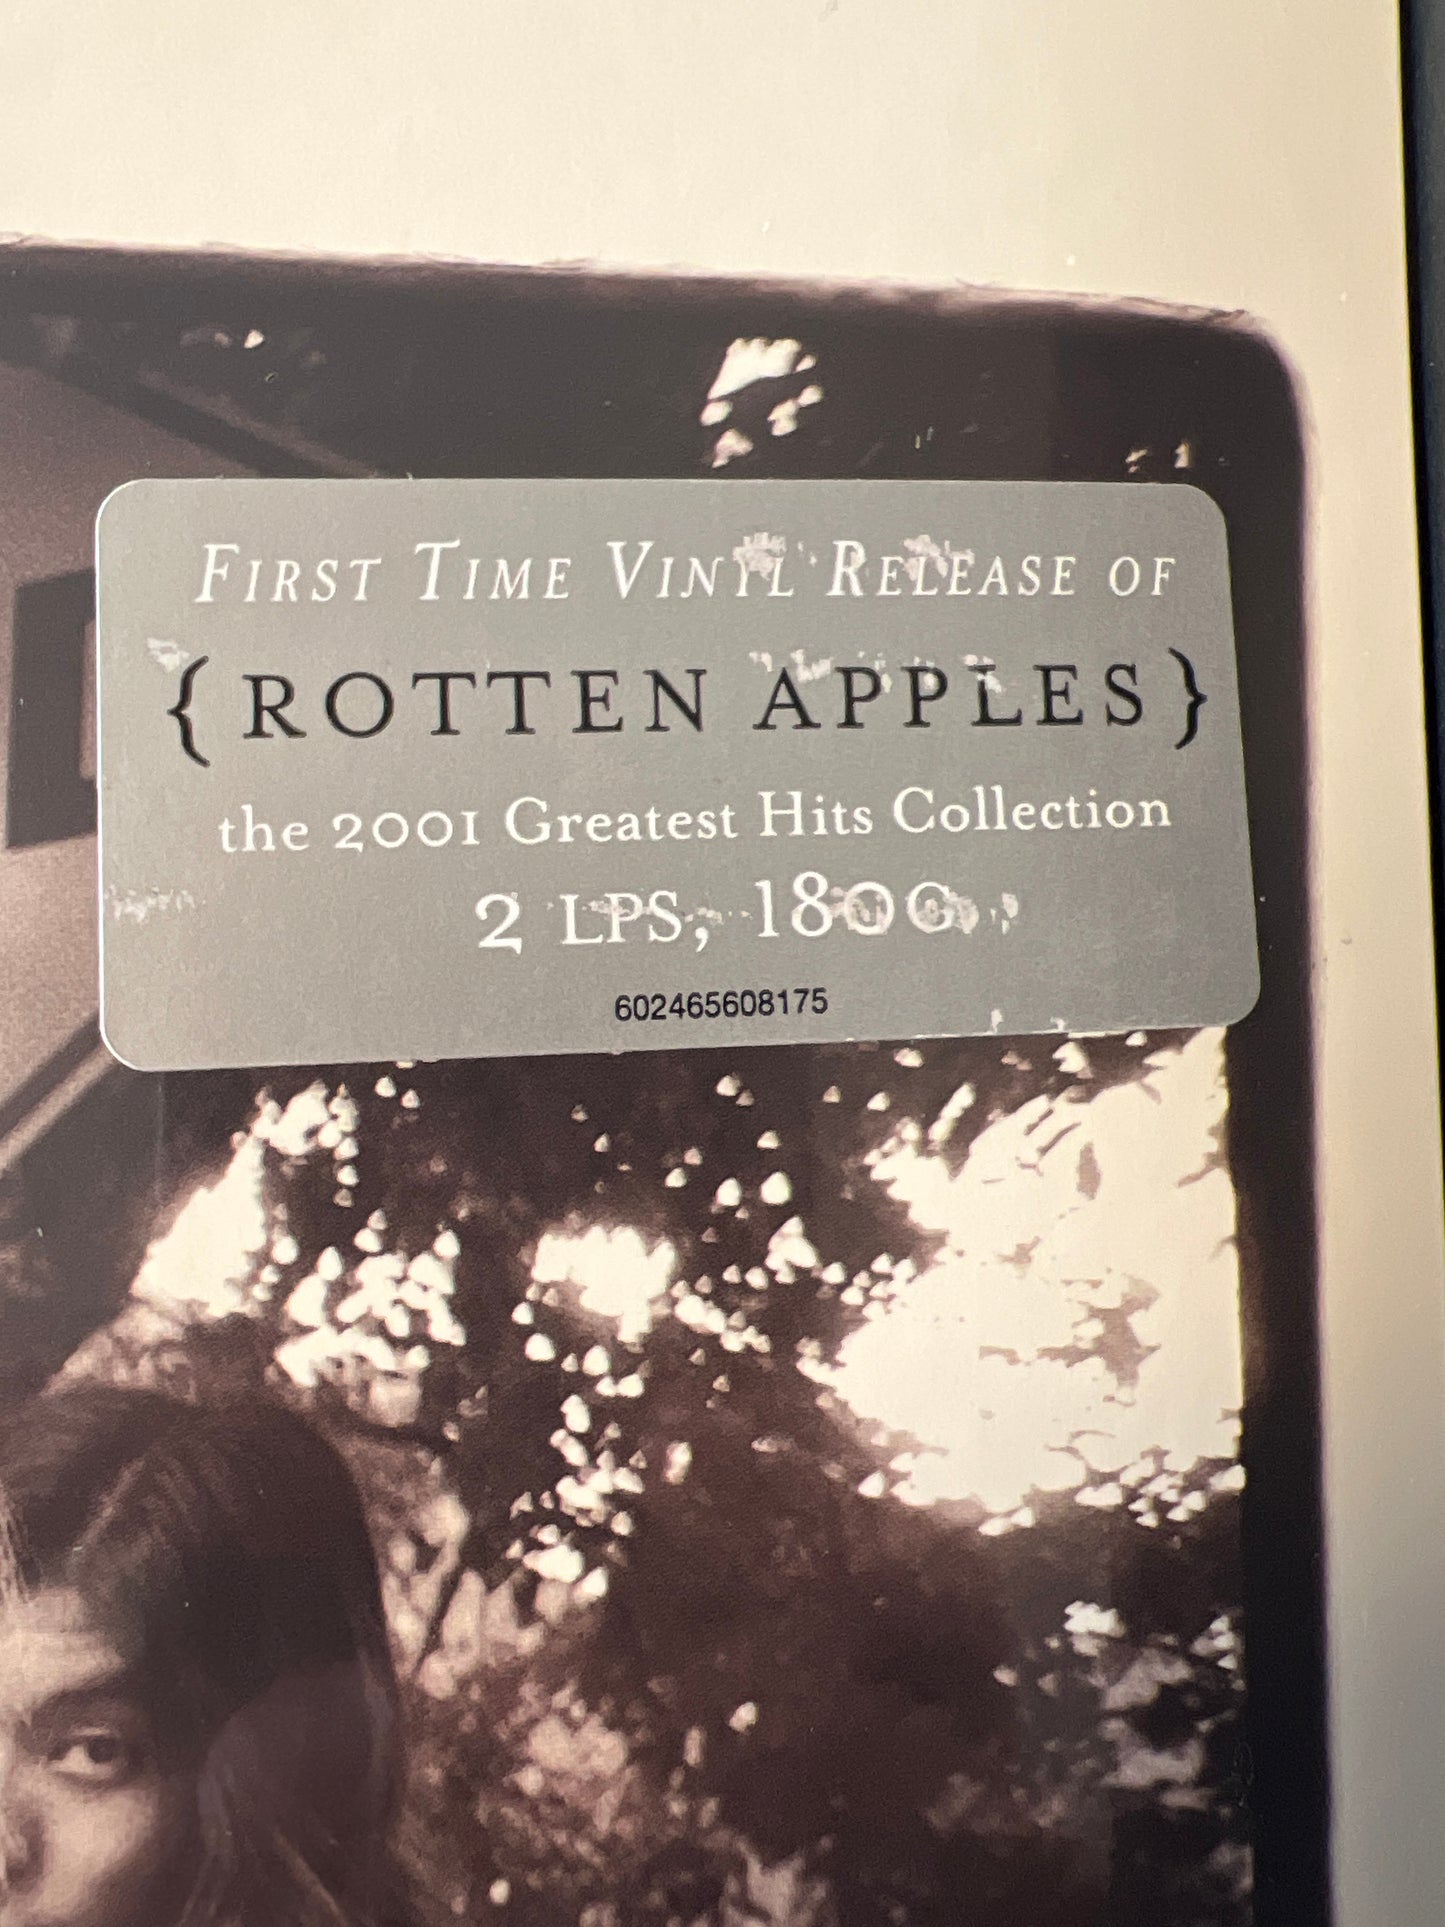 FIRST TIME VINYL RELEASE OF
{ROTTEN APPLES}
the 2001 Greatest Hits Collection
2 LPS, 180G
602465608175